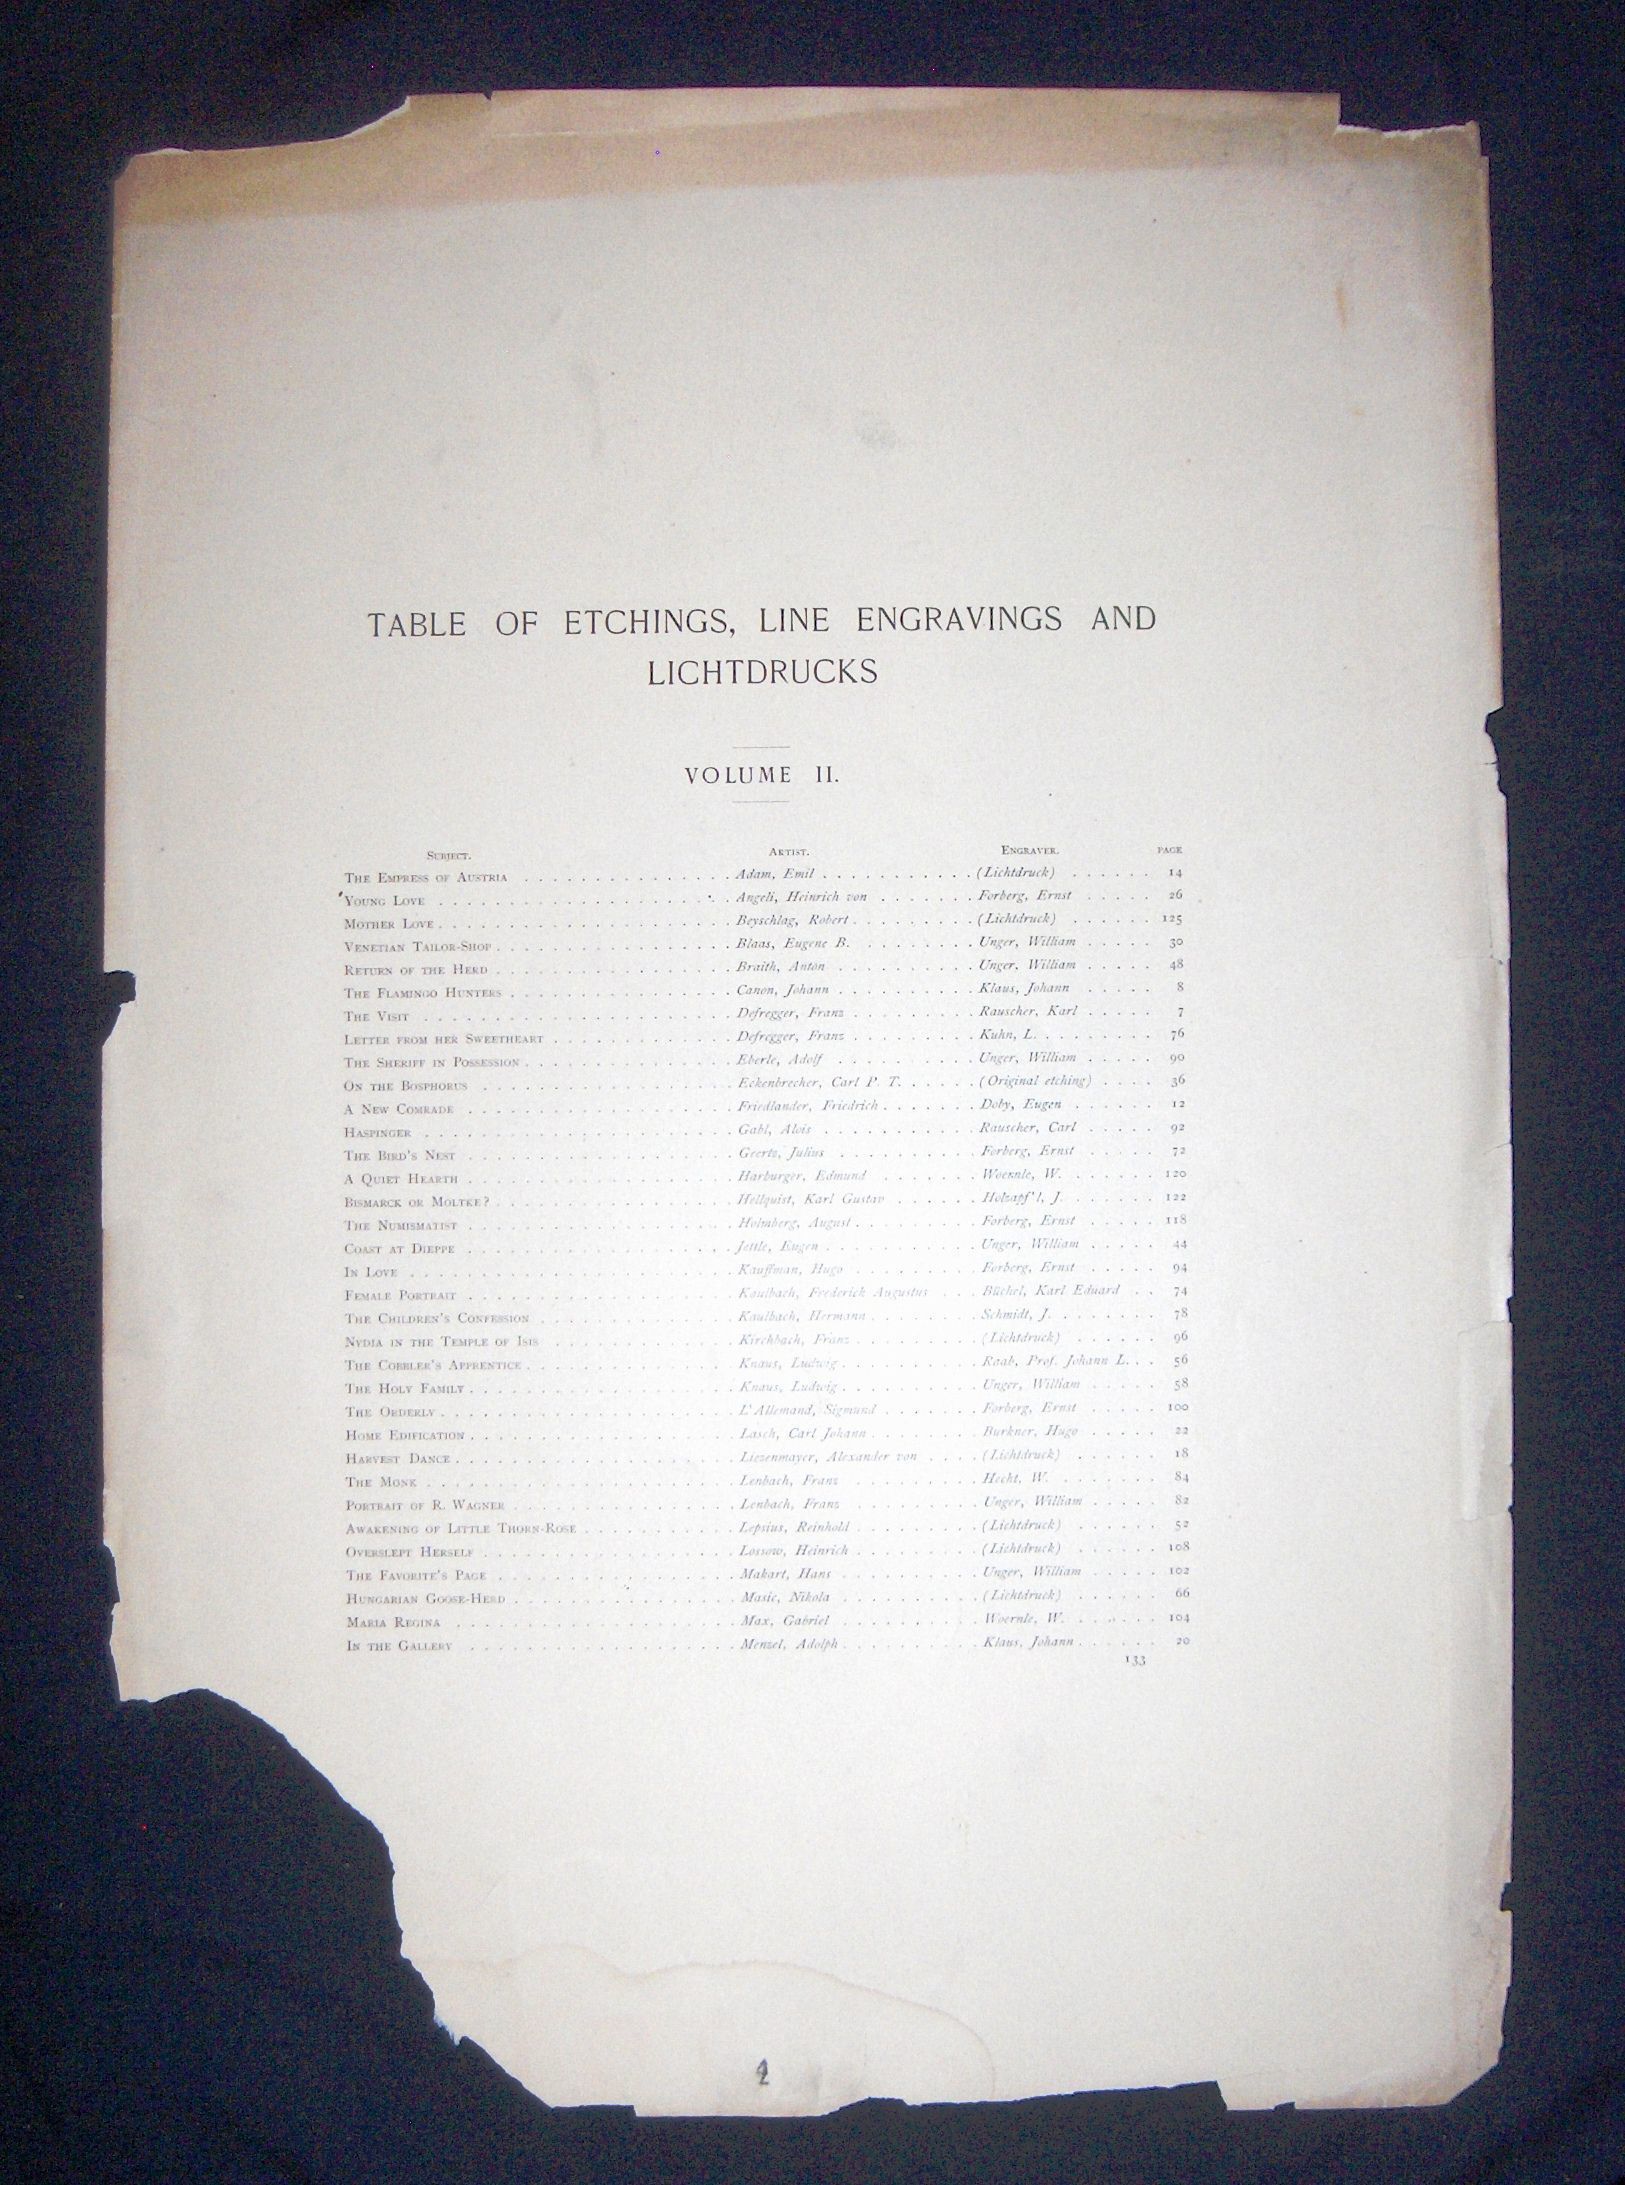 TABLE OF ETCHINGS, LINE ENGRAVINGS AND
LICHTDRUCKS
VOLUME II.
SUBJECT. ARTIST. ENGRAVER. PAGE
THE EMPRESS OF AUSTRIA . . . Adam, Emil . . . (Lichtdruck) . . . 14
YOUNG LOVE . . . Angeli, Heinrich von . . . Forberg, Ernst . . . 26
MOTHER LOVE . . . Beyschlag, Robert . . . (Lichtdruck) . . . 125
VENETIAN TAILOR-SHOP . . . Blaas, Eugene B. . . . Unger, William . . . 30
RETURN OF THE HERD . . . Braith, Anton . . . Unger, William . . . 48
THE FLAMINGO HUNTERS . . . Canon, Johann . . . Klaus, Johann . . . 8
THE VISIT . . . Defregger, Franz . . . Rauscher, Karl . . . 7
LETTER FROM HER SWEETHEART . . . Defregger, Franz . . . Kuhn, L. . . . 76
THE SHERIFF IN POSSESSION . . . Eberle, Adolf . . . Unger, William . . . 90
ON THE BOSPHORUS . . . Eckenbrecher, Carl P. T. . . . (Original etching) . . . 36
A NEW COMRADE . . . Friedlander, Friedrich . . . Doby, Eugen . . . 12
HASPINGER . . . Gabl, Alois . . . Rauscher, Carl . . . 92
THE BIRD'S NEST . . . Geertz, Julius . . . Forberg, Ernst . . . 72
A QUIET HEARTH . . . Harburger, Edmund . . . Woernle, W. . . . 120
BISMARCK OR MOLTKE? . . . Hellquist, Karl Gustav . . . Holzapf'l, J. . . . 122
THE NUMISMATIST . . . Holmberg, August . . . Forberg, Ernst . . . 118
COAST AT DIEPPE . . . Jettle, Eugen . . . Unger, William . . . 44
IN LOVE . . . Kauffman, Hugo . . . Forberg, Ernst . . . 94
FEMALE PORTRAIT . . . Kaulbach, Frederich Augustus . . . Büchel, Karl Eduard . . 74
THE CHILDREN'S CONFESSION . . . Kaulbach, Hermann . . . Schmidt, J. . . . 78
NYDIA IN THE TEMPLE OF ISIS . . . Kirchbach, Franz . . . (Lichtdruck) . . . 96
THE COBBLER'S APPRENTICE . . . Knaus, Ludwig . . . Raab, Prof. Johann L. . . 56
THE HOLY FAMILY . . . Knaus, Ludwig . . . Unger, William . . . 58
THE ORDERLY . . . L'Allemand, Sigmund . . . Forberg, Ernst . . . 100
HOME EDIFICATION . . . Lasch, Carl Johann . . . Burkner, Hugo . . . 22
HARVEST DANCE . . . Liezenmayer, Alexander von . . . (Lichtdruck) . . . 18
THE MONK . . . Lenbach, Franz . . . Hecht, W. . . . 84
PORTRAIT OF R. WAGNER . . . Lenbach, Franz . . . Unger, William . . . 82
AWAKENING OF LITTLE THORN-ROSE . . . Lepsius, Reinhold . . . (Lichtdruck) . . . 52
OVERSLEPT HERSELF . . . Lossow, Heinrich . . . (Lichtdruck) . . . 108
THE FAVORITE'S PAGE . . . Makart, Hans . . . Unger, William . . . 102
HUNGARIAN GOOSE-HERD . . . Masic, Nikola . . . (Lichtdruck) . . . 66
MARIA REGINA . . . Max, Gabriel . . . Woernle, W. . . . 104
IN THE GALLERY . . . Menzel, Adolph . . . Klaus, Johann . . . 20
133